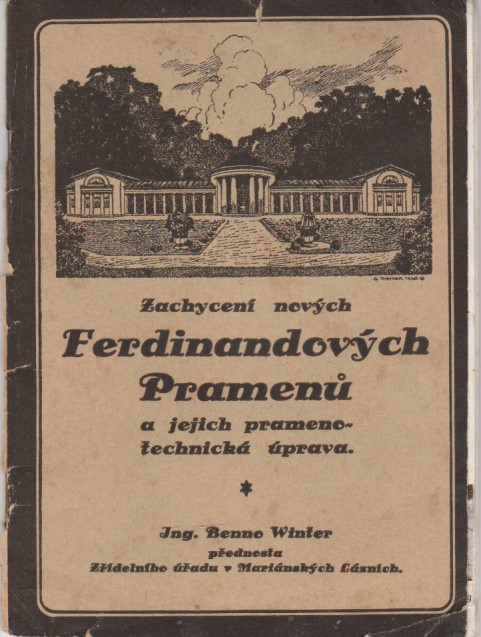 Zachycení nových
Ferdinandových
Pramenů
a jejich prameno-
technická úprava.
Ing. Benno Winter
přednosta
Zřídelního úřadu v Mariánských Lázních.